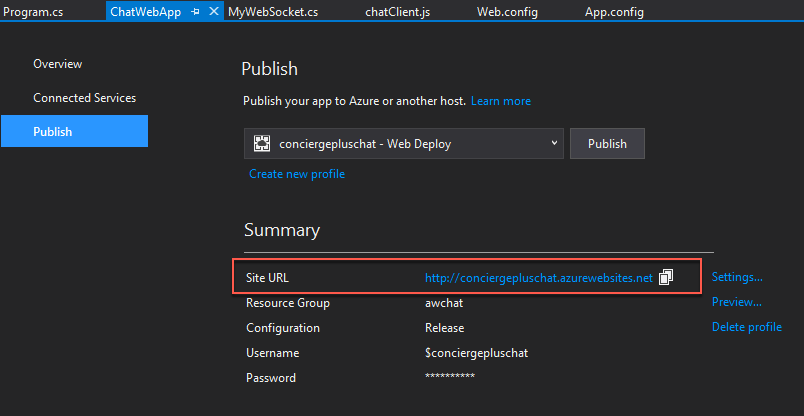 Program.cs ChatWebApp MyWebSocket.cs chatClient.js Web.config App.config
Overview
Connected Services
Publish
Publish
Publish your app to Azure or another host. Learn more
conciergepluschat - Web Deploy Publish
Create new profile
Summary
Site URL http://conciergepluschat.azurewebsites.net Settings...
Resource Group awchat Preview...
Configuration Release Delete profile
Username $conciergepluschat
Password **********